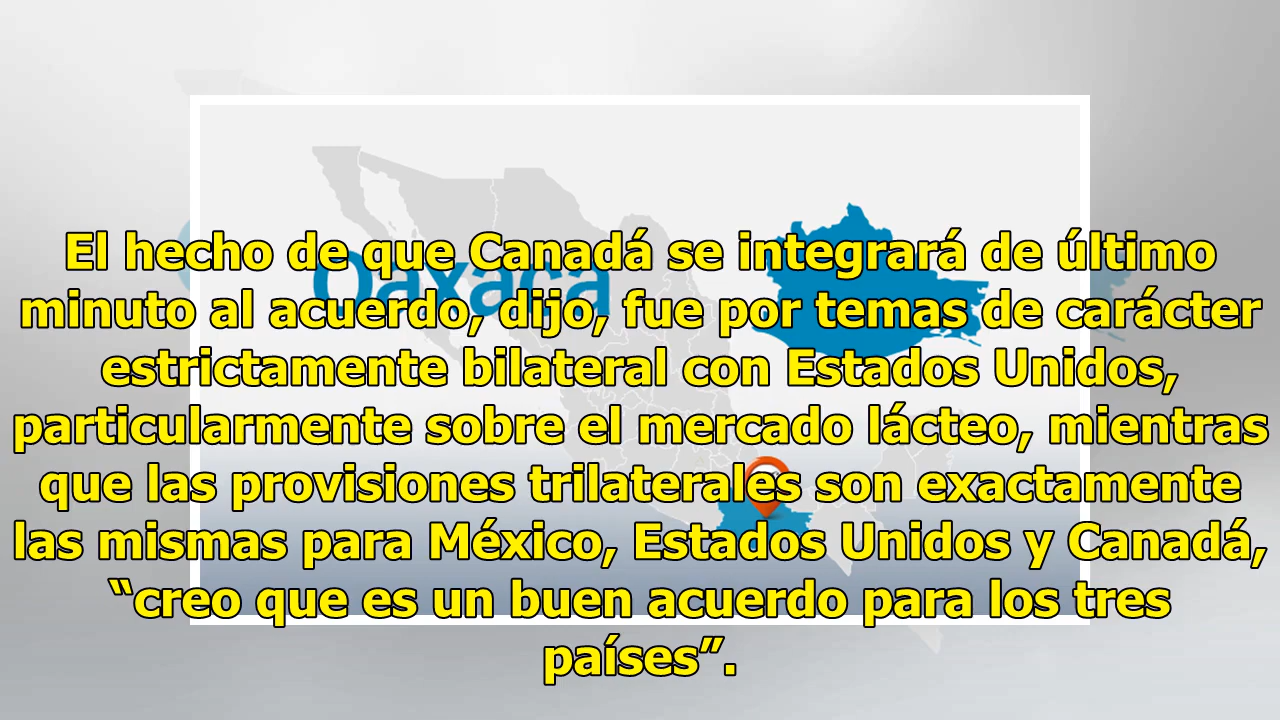 El hecho de que Canadá se integrará de último
minuto al acuerdo, dijo, fue por temas de carácter
estrictamente bilateral con Estados Unidos,
particularmente sobre el mercado lácteo, mientras
que las provisiones trilaterales son exactamente
las mismas para México, Estados Unidos y Canadá,
“creo que es un buen acuerdo para los tres
países”.
Oaxaca